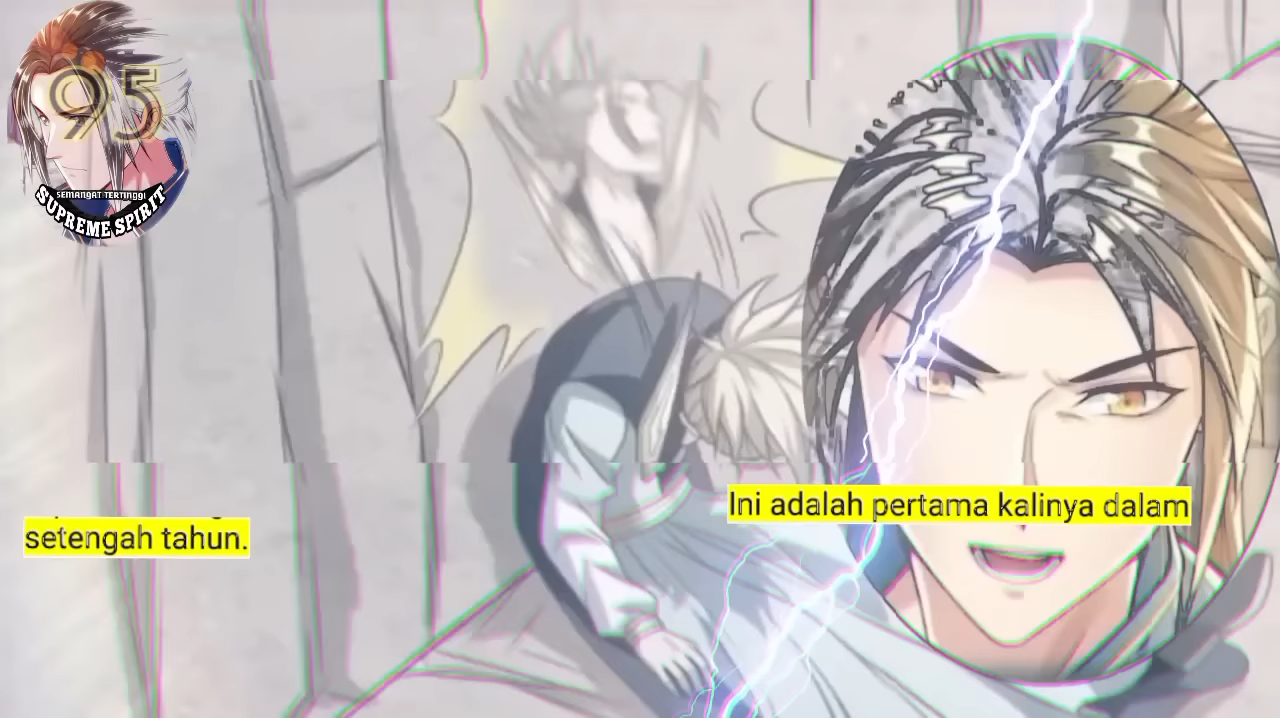 95
SEMANGAT TERTINGGI
SUPREME SPIRIT
Ini adalah pertama kalinya dalam
setengah tahun.